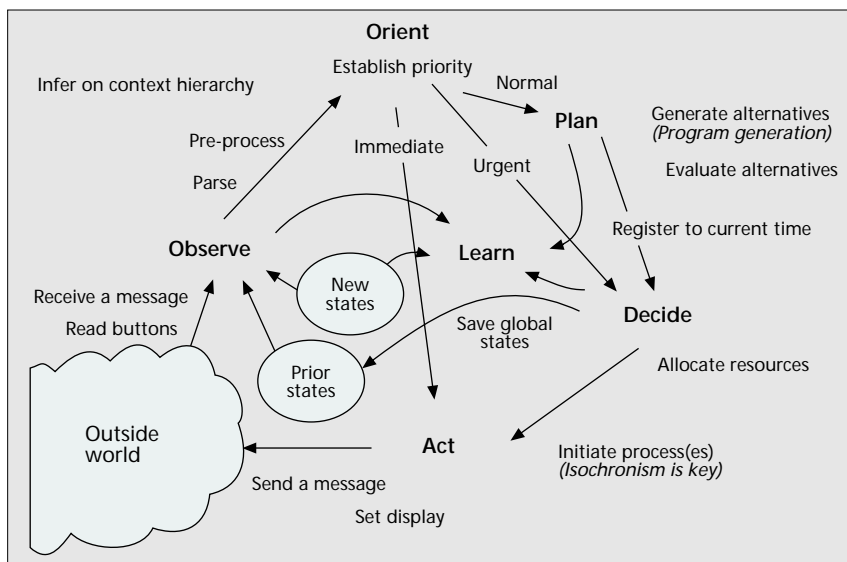 Orient
Establish priority
Infer on context hierarchy
Normal
Generate alternatives
(Program generation)
Plan
Pre-process
Immediate
Urgent
Evaluate alternatives
Parse
Register to current time
Observe
Learn
New
states
Receive a message
Read buttons
Save global
states
Decide
Prior
states
Allocate resources
Outside
world
Act
Initiate process(es)
(Isochronism is key)
Send a message
Set display